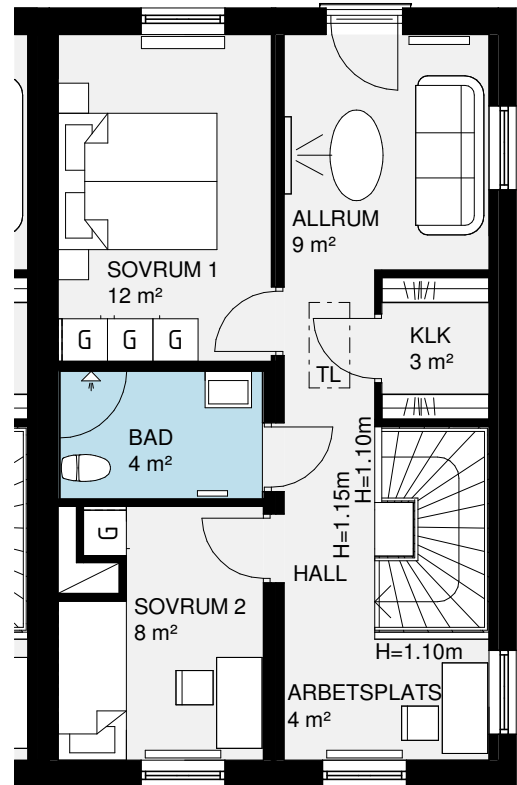 ALLRUM
9 m²
SOVRUM 1
12 m²
G G G
KLK
3 m²
TL
BAD
4 m²
H=1.10m
H=1.15m
G
HALL
SOVRUM 2
8 m²
H=1.10m
ARBETSPLATS
4 m²